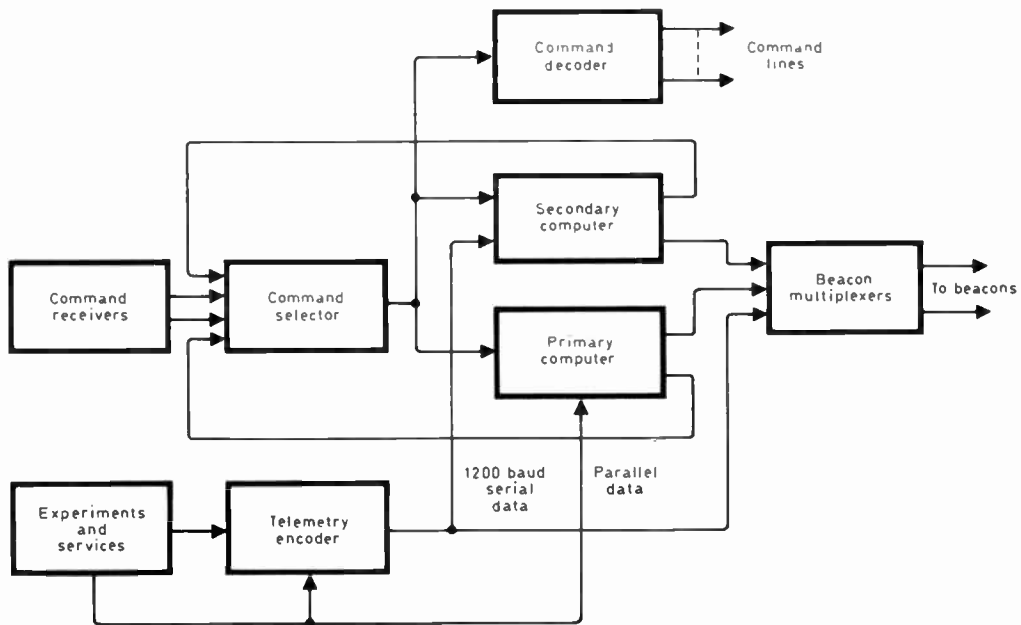 Command
decoder
Command
lines
Secondary
computer
Command
receivers
Command
selector
Beacon
multiplexers
To beacons
Primary
computer
1200 baud
serial
data
Parallel
data
Experiments
and
services
Telemetry
encoder